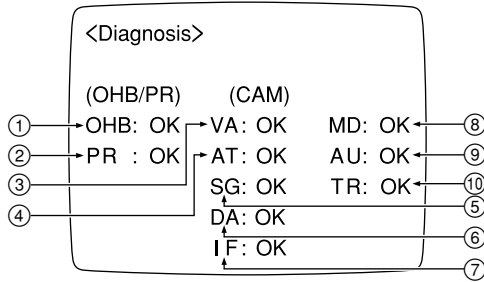 <Diagnosis>
(OHB/PR) (CAM)
① OHB: OK VA: OK MD: OK ⑧
② PR : OK AT: OK AU: OK ⑨
③ SG: OK TR: OK ⑩
④ DA: OK ⑤
IF: OK ⑥
⑦